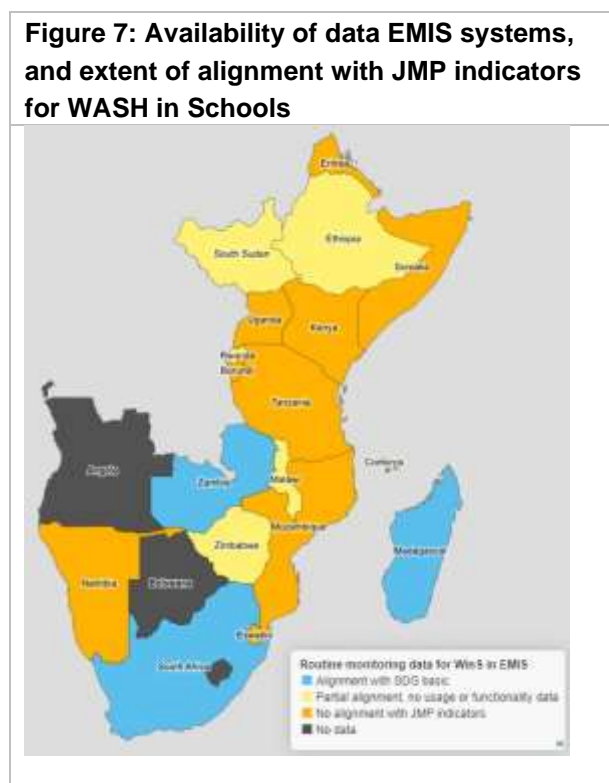 Figure 7: Availability of data EMIS systems,
and extent of alignment with JMP indicators
for WASH in Schools
Eritrea
Ethiopia
South Sudan
Somalia
Uganda
Kenya
Rwanda
Burundi
Tanzania
Comoros
Angola
Zambia
Malawi
Mozambique
Madagascar
Zimbabwe
Namibia
Botswana
Eswatini
South Africa
Routine monitoring data for WinS in EMIS
Alignment with SDG basic
Partial alignment, no usage or functionality data
No alignment with JMP indicators
No data